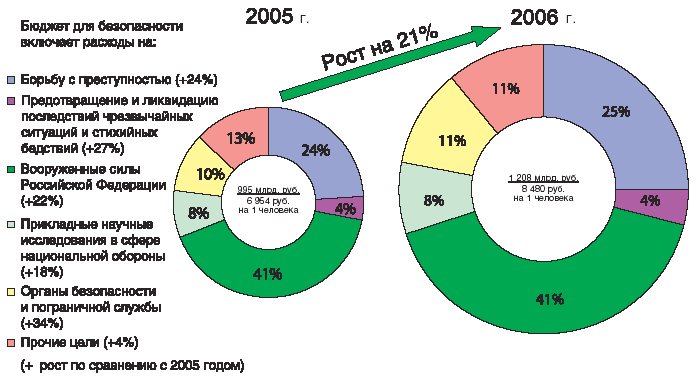 Бюджет для безопасности
включает расходы на:
2005 г.
2006 г.
Рост на 21%
Борьбу с преступностью (+24%)
Предотвращение и ликвидацию
последствий чрезвычайных
ситуаций и стихийных
бедствий (+27%)
Вооруженные силы
Российской Федерации
(+22%)
Прикладные научные
исследования в сфере
национальной обороны
(+18%)
Органы безопасности
и пограничной службы
(+34%)
Прочие цели (+4%)
(+ рост по сравнению с 2005 годом)
13%
24%
10%
8%
4%
41%
995 млрд. руб.
6 954 руб.
на 1 человека
11%
25%
11%
8%
4%
41%
1 208 млрд. руб.
8 480 руб.
на 1 человека